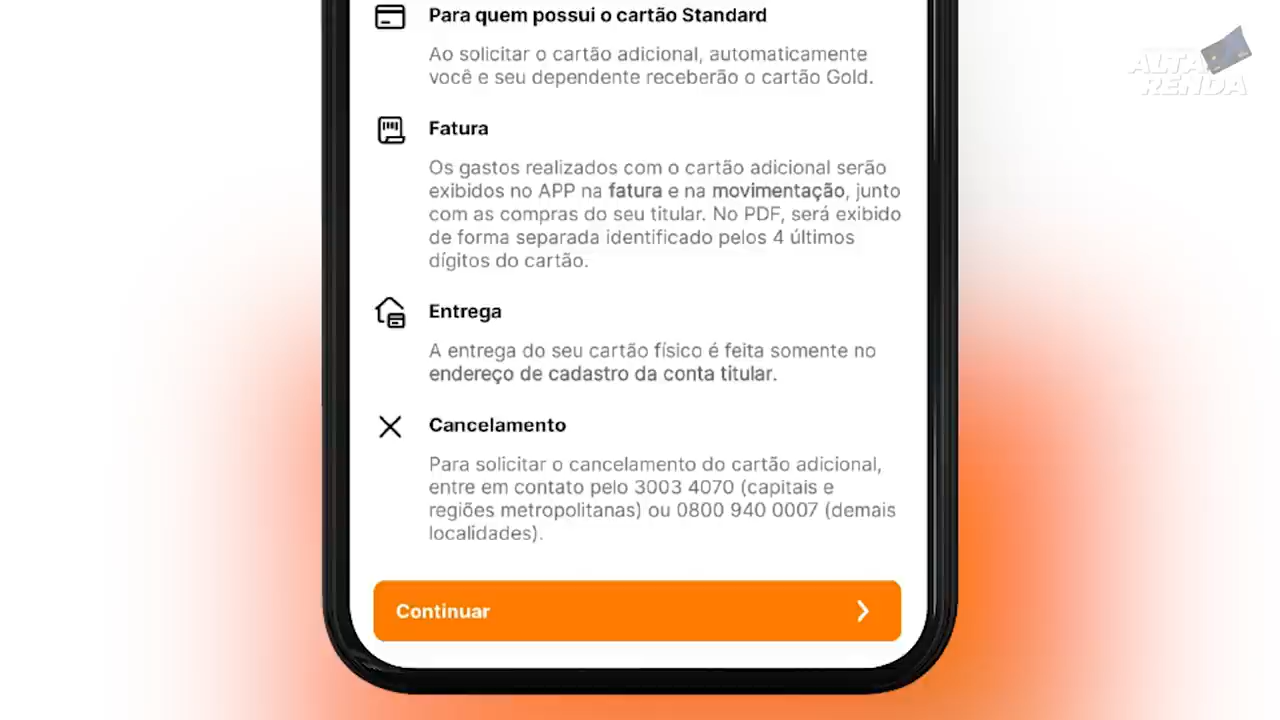 Para quem possui o cartão Standard
Ao solicitar o cartão adicional, automaticamente
você e seu dependente receberão o cartão Gold.
Fatura
Os gastos realizados com o cartão adicional serão
exibidos no APP na fatura e na movimentação, junto
com as compras do seu titular. No PDF, será exibido
de forma separada identificado pelos 4 últimos
dígitos do cartão.
Entrega
A entrega do seu cartão físico é feita somente no
endereço de cadastro da conta titular.
Cancelamento
Para solicitar o cancelamento do cartão adicional,
entre em contato pelo 3003 4070 (capitais e
regiões metropolitanas) ou 0800 940 0007 (demais
localidades).
Continuar
ALTA
RENDA